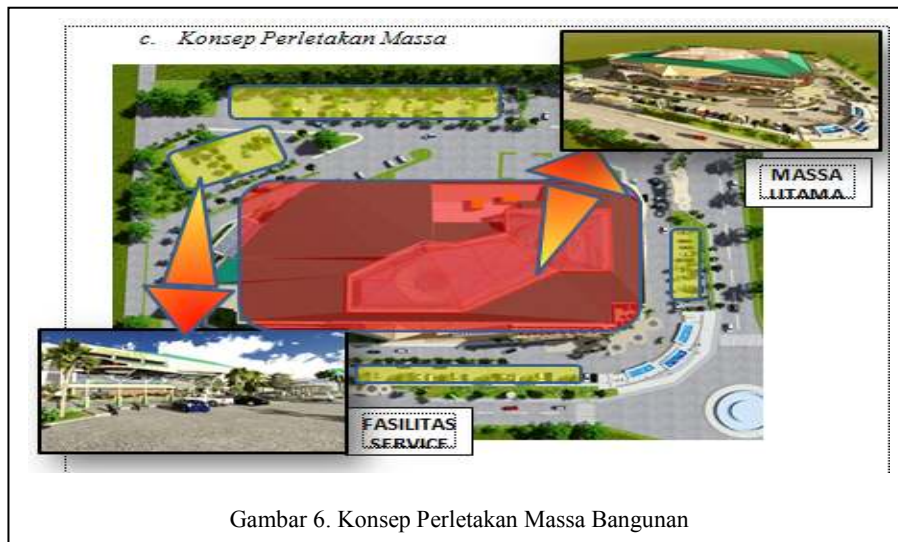 c. Konsep Perletakan Massa
MASSA
UTAMA
FASILITAS
SERVICE
Gambar 6. Konsep Perletakan Massa Bangunan